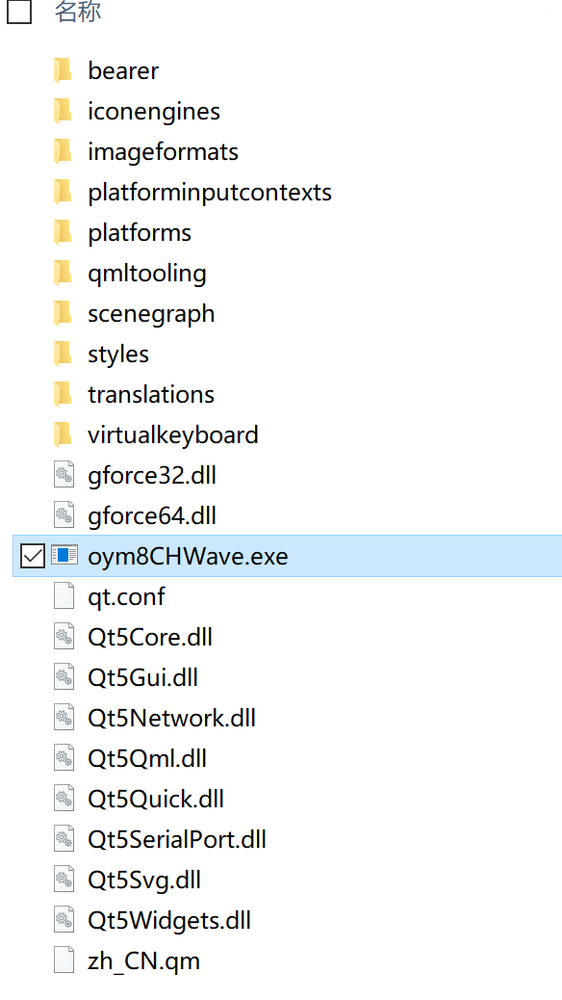 名称
bearer
iconengines
imageformats
platforminputcontexts
platforms
qmltooling
scenegraph
styles
translations
virtualkeyboard
gforce32.dll
gforce64.dll
oym8CHWave.exe
qt.conf
Qt5Core.dll
Qt5Gui.dll
Qt5Network.dll
Qt5Qml.dll
Qt5Quick.dll
Qt5SerialPort.dll
Qt5Svg.dll
Qt5Widgets.dll
zh_CN.qm